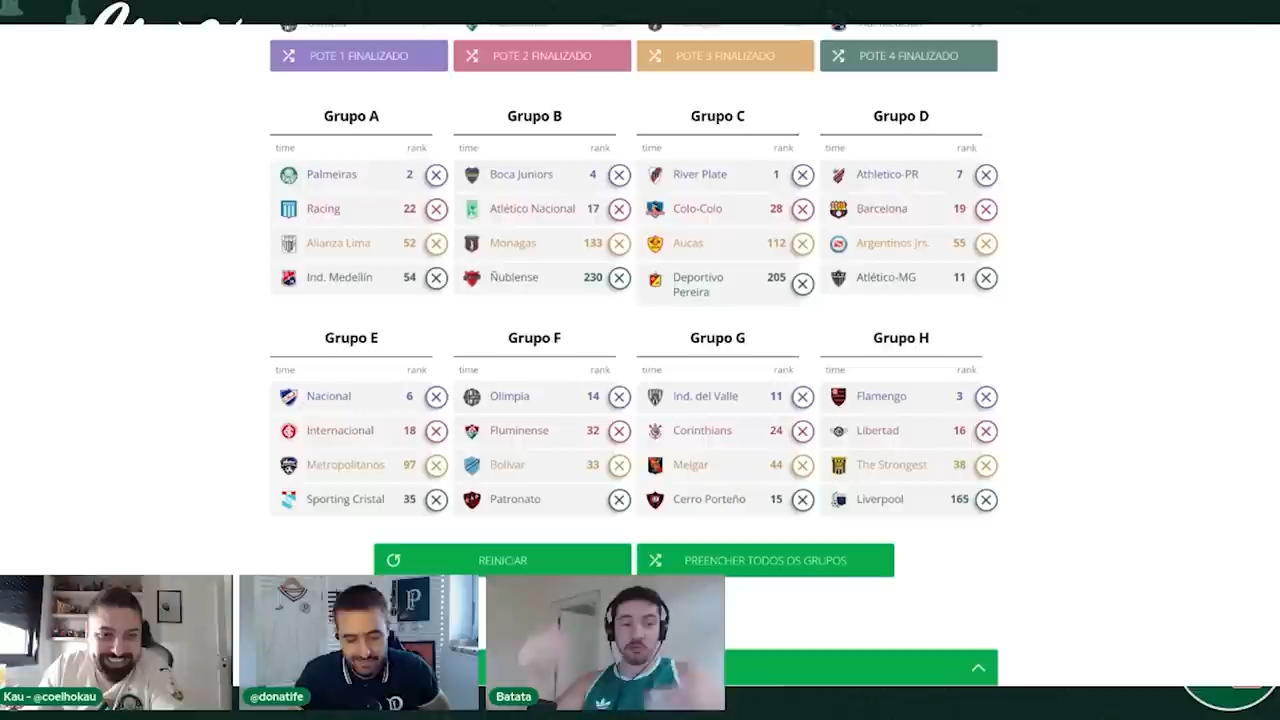 POTE 1 FINALIZADO
POTE 2 FINALIZADO
POTE 3 FINALIZADO
POTE 4 FINALIZADO
Grupo A
time rank
Palmeiras 2
Racing 22
Alianza Lima 52
Ind. Medellín 54
Grupo B
time rank
Boca Juniors 4
Atlético Nacional 17
Monagas 133
Ñublense 230
Grupo C
time rank
River Plate 1
Colo-Colo 28
Aucas 112
Deportivo 205
Pereira
Grupo D
time rank
Athletico-PR 7
Barcelona 19
Argentinos Jrs. 55
Atlético-MG 11
Grupo E
time rank
Nacional 6
Internacional 18
Metropolitanos 97
Sporting Cristal 35
Grupo F
time rank
Olimpia 14
Fluminense 32
Bolívar 33
Patronato
Grupo G
time rank
Ind. del Valle 11
Corinthians 24
Melgar 44
Cerro Porteño 15
Grupo H
time rank
Flamengo 3
Libertad 16
The Strongest 38
Liverpool 165
REINICIAR
PREENCHER TODOS OS GRUPOS
Kau - @coelhokau
@donatife
Batata